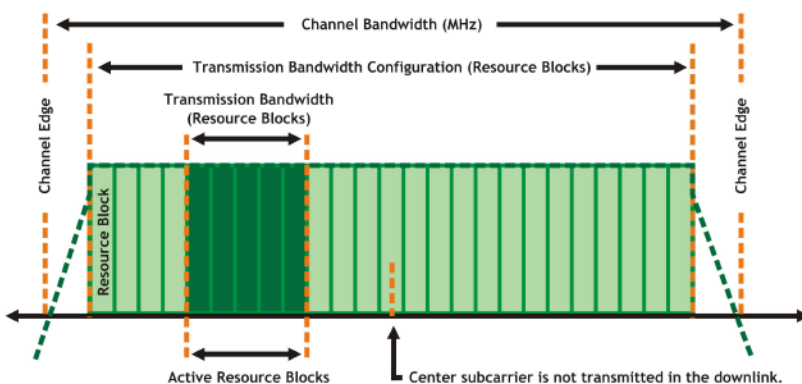 Channel Bandwidth (MHz)
Transmission Bandwidth Configuration (Resource Blocks)
Transmission Bandwidth
(Resource Blocks)
Channel Edge
Channel Edge
Resource Block
Active Resource Blocks
Center subcarrier is not transmitted in the downlink.